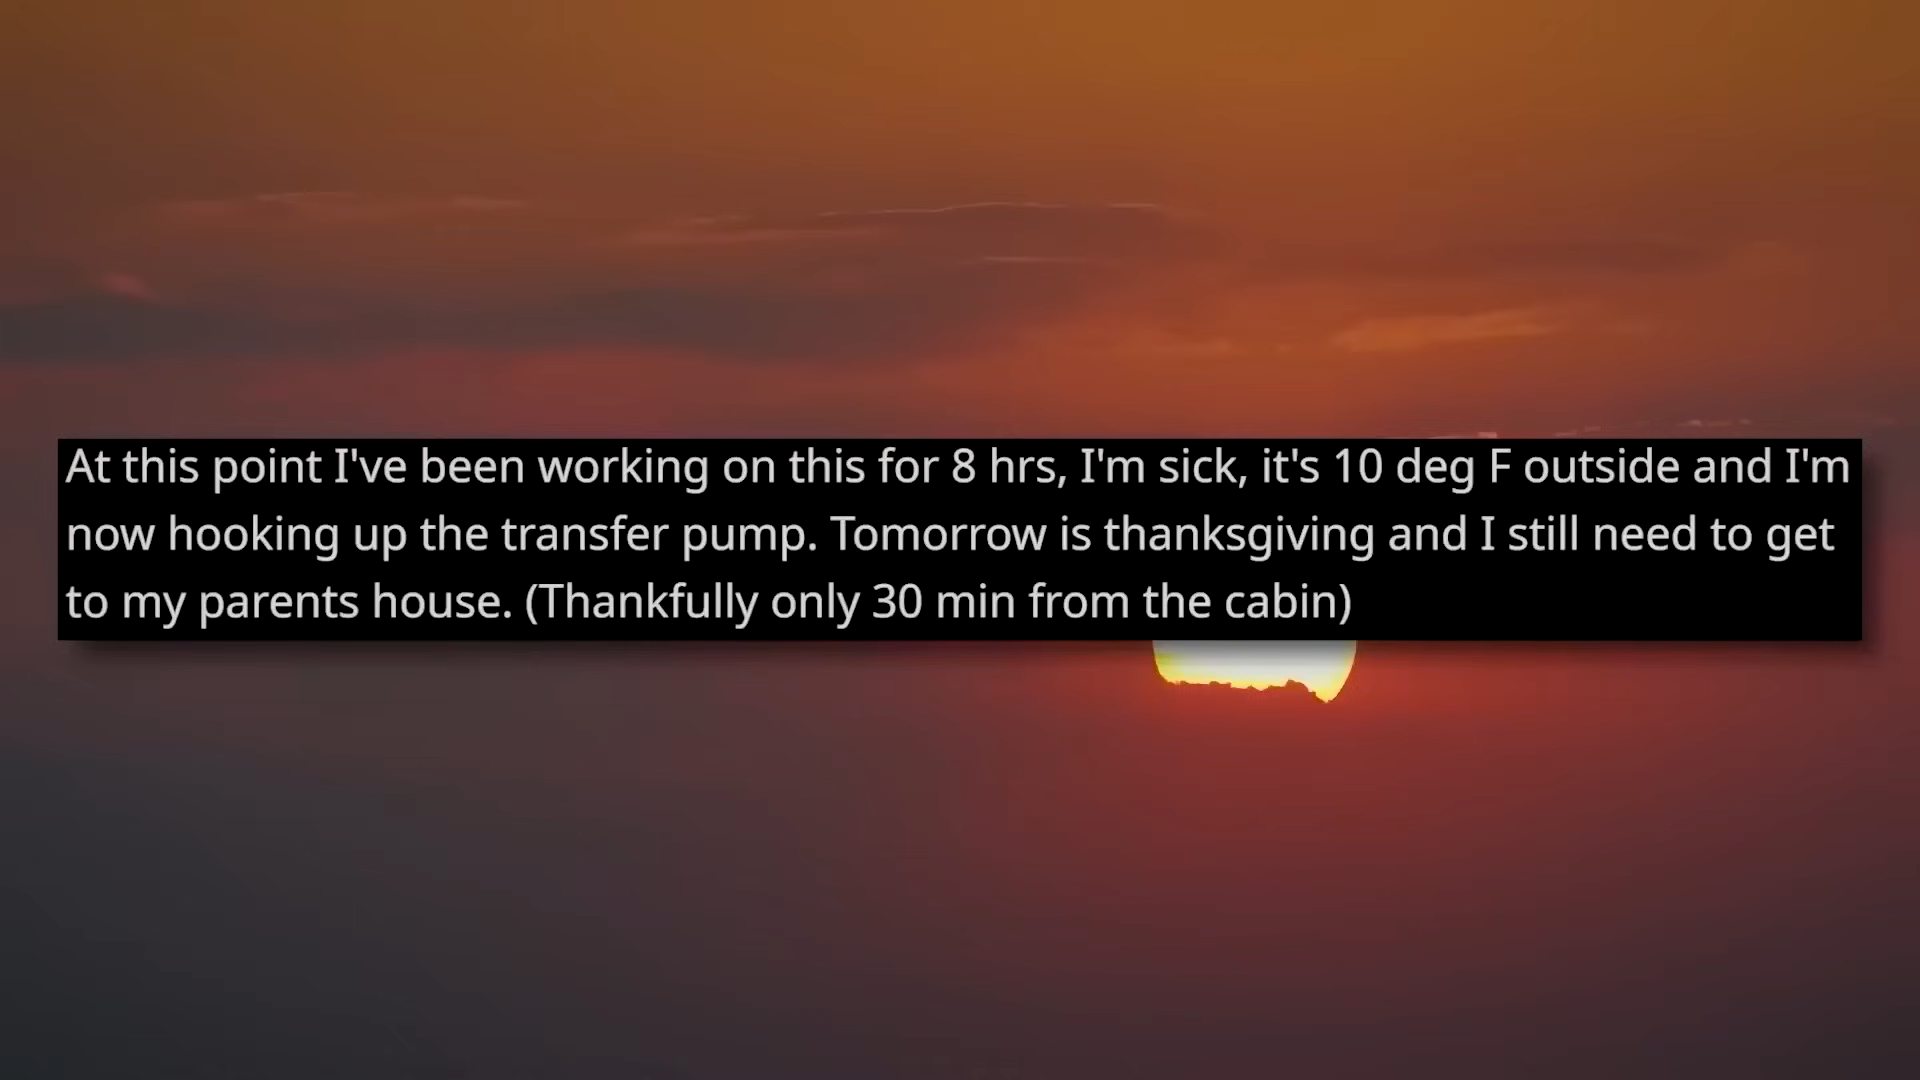 At this point I've been working on this for 8 hrs, I'm sick, it's 10 deg F outside and I'm
now hooking up the transfer pump. Tomorrow is thanksgiving and I still need to get
to my parents house. (Thankfully only 30 min from the cabin)